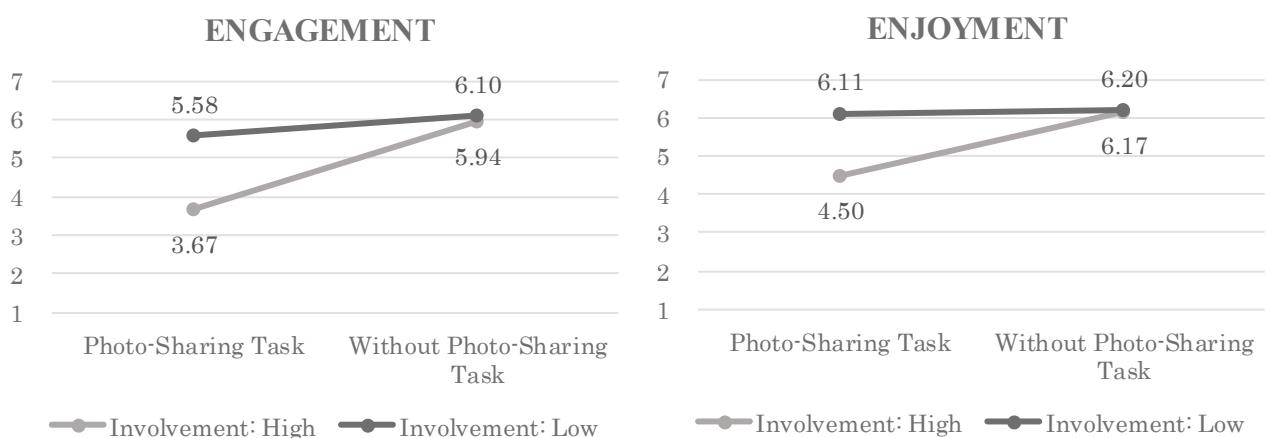 ENGAGEMENT
7
6
5
4
3
2
1
5.58
6.10
5.94
3.67
Photo-Sharing Task
Without Photo-Sharing
Task
Involvement: High
Involvement: Low
ENJOYMENT
7
6
5
4
3
2
1
6.11
6.20
6.17
4.50
Photo-Sharing Task
Without Photo-Sharing
Task
Involvement: High
Involvement: Low